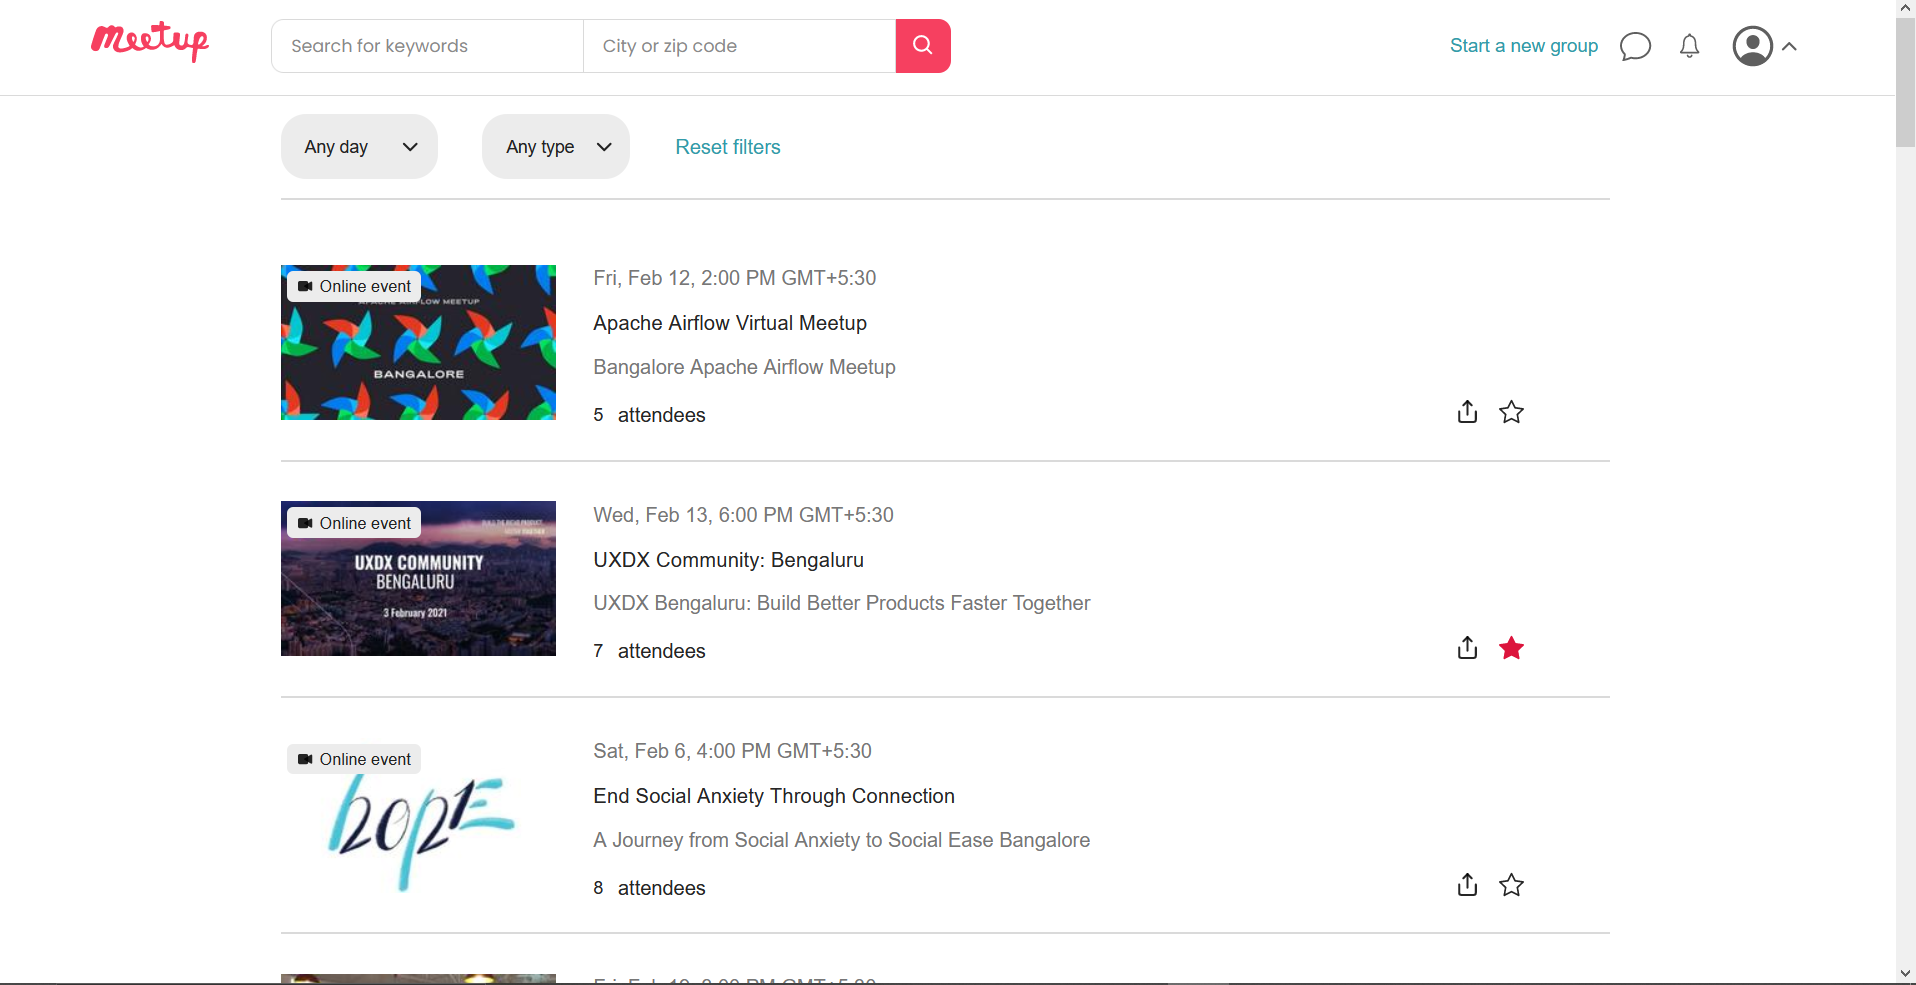 meetup
Search for keywords
City or zip code
Start a new group
Any day
Any type
Reset filters
Online event
APACHE AIRFLOW MEETUP
BANGALORE
Fri, Feb 12, 2:00 PM GMT+5:30
Apache Airflow Virtual Meetup
Bangalore Apache Airflow Meetup
5 attendees
Online event
UXDX COMMUNITY
BENGALURU
3 February 2021
Wed, Feb 13, 6:00 PM GMT+5:30
UXDX Community: Bengaluru
UXDX Bengaluru: Build Better Products Faster Together
7 attendees
Online event
hope
Sat, Feb 6, 4:00 PM GMT+5:30
End Social Anxiety Through Connection
A Journey from Social Anxiety to Social Ease Bangalore
8 attendees